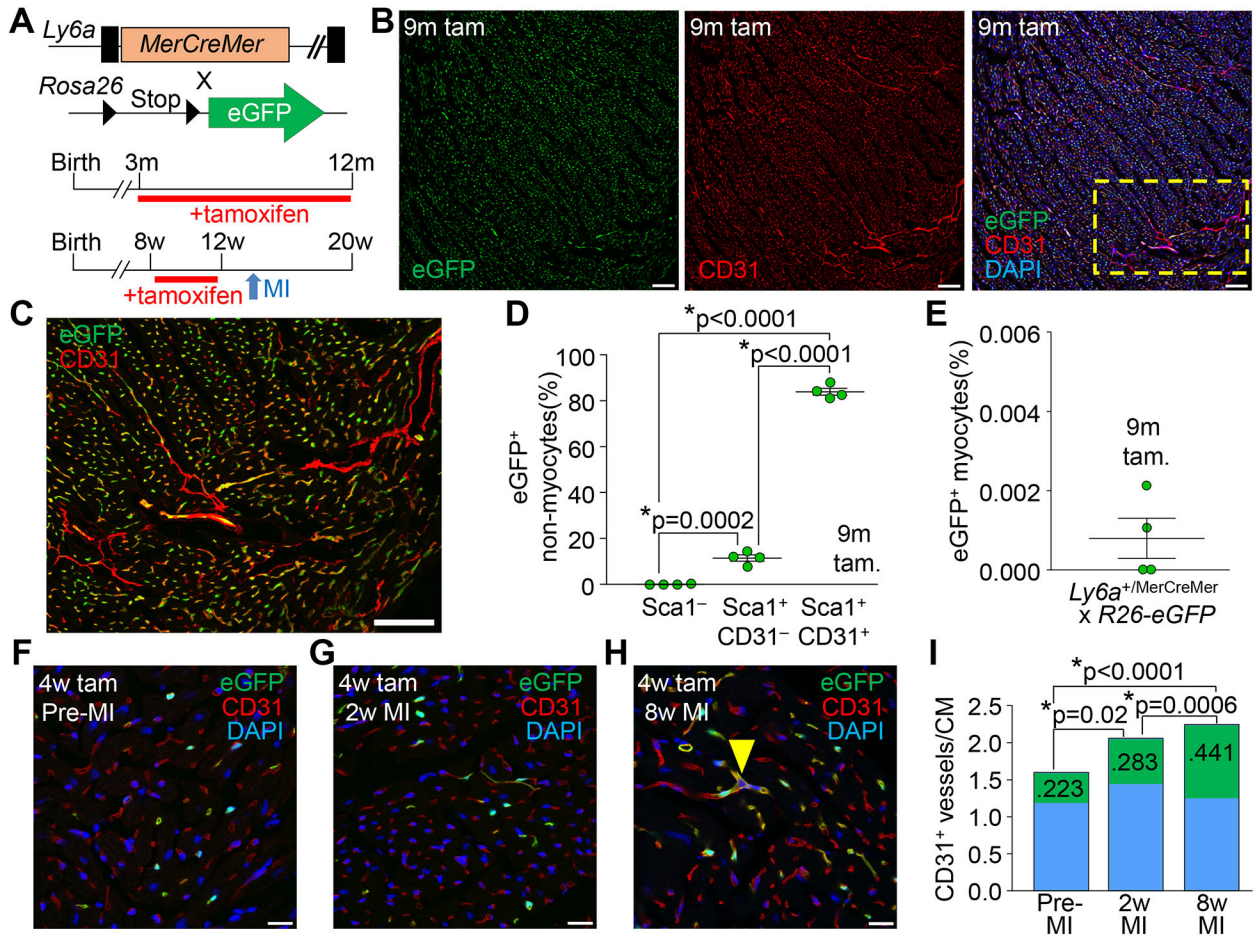 A
Ly6a
MerCreMer
X
Rosa26
Stop
eGFP
Birth
3m
12m
+tamoxifen
Birth
8w
12w
20w
+tamoxifen
MI
B
9m tam
eGFP
9m tam
CD31
9m tam
eGFP
CD31
DAPI
C
eGFP
CD31
D
*p<0.0001
*p<0.0001
*p=0.0002
eGFP⁺
non-myocytes(%)
100
80
60
40
20
0
9m
tam.
Sca1⁻
Sca1⁺
CD31⁻
Sca1⁺
CD31⁺
E
eGFP⁺ myocytes(%)
0.006
0.004
0.002
0.000
9m
tam.
Ly6a⁺/MerCreMer
x R26-eGFP
F
4w tam
Pre-MI
eGFP
CD31
DAPI
G
4w tam
2w MI
eGFP
CD31
DAPI
H
4w tam
8w MI
eGFP
CD31
DAPI
I
*p<0.0001
*p=0.02
*p=0.0006
CD31⁺ vessels/CM
2.5
2.0
1.5
1.0
0.5
0.0
.223
.283
.441
Pre-
MI
2w
MI
8w
MI